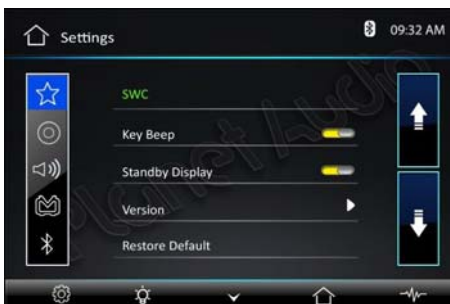 Settings
09:32 AM
SWC
Key Beep
Standby Display
Version
Restore Default
Planet Audio